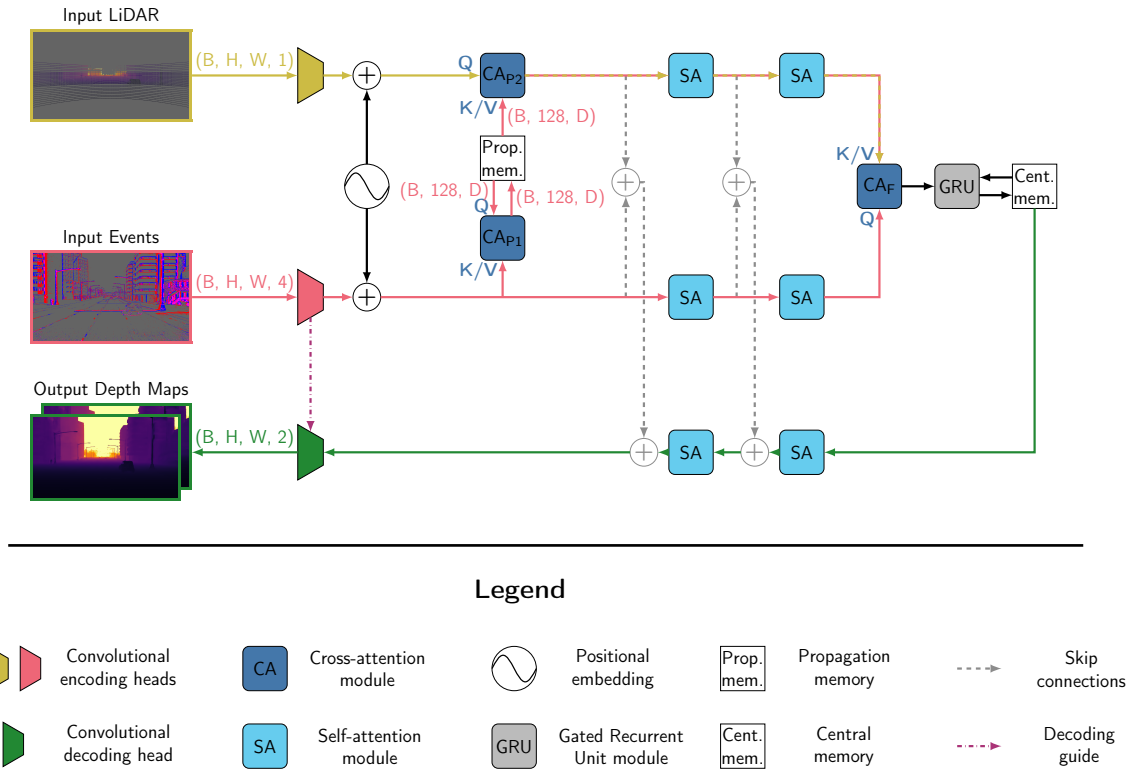 Input LiDAR
(B, H, W, 1)
Q
CA_P2
SA
SA
K/V
(B, 128, D)
Prop.
mem.
K/V
CA_F
GRU
Cent.
mem.
(B, 128, D)
(B, 128, D)
Q
Q
CA_P1
Input Events
K/V
(B, H, W, 4)
SA
SA
Output Depth Maps
(B, H, W, 2)
SA
SA
Legend
Convolutional
encoding heads
CA
Cross-attention
module
Positional
embedding
Prop.
mem.
Propagation
memory
Skip
connections
Convolutional
decoding head
SA
Self-attention
module
GRU
Gated Recurrent
Unit module
Cent.
mem.
Central
memory
Decoding
guide